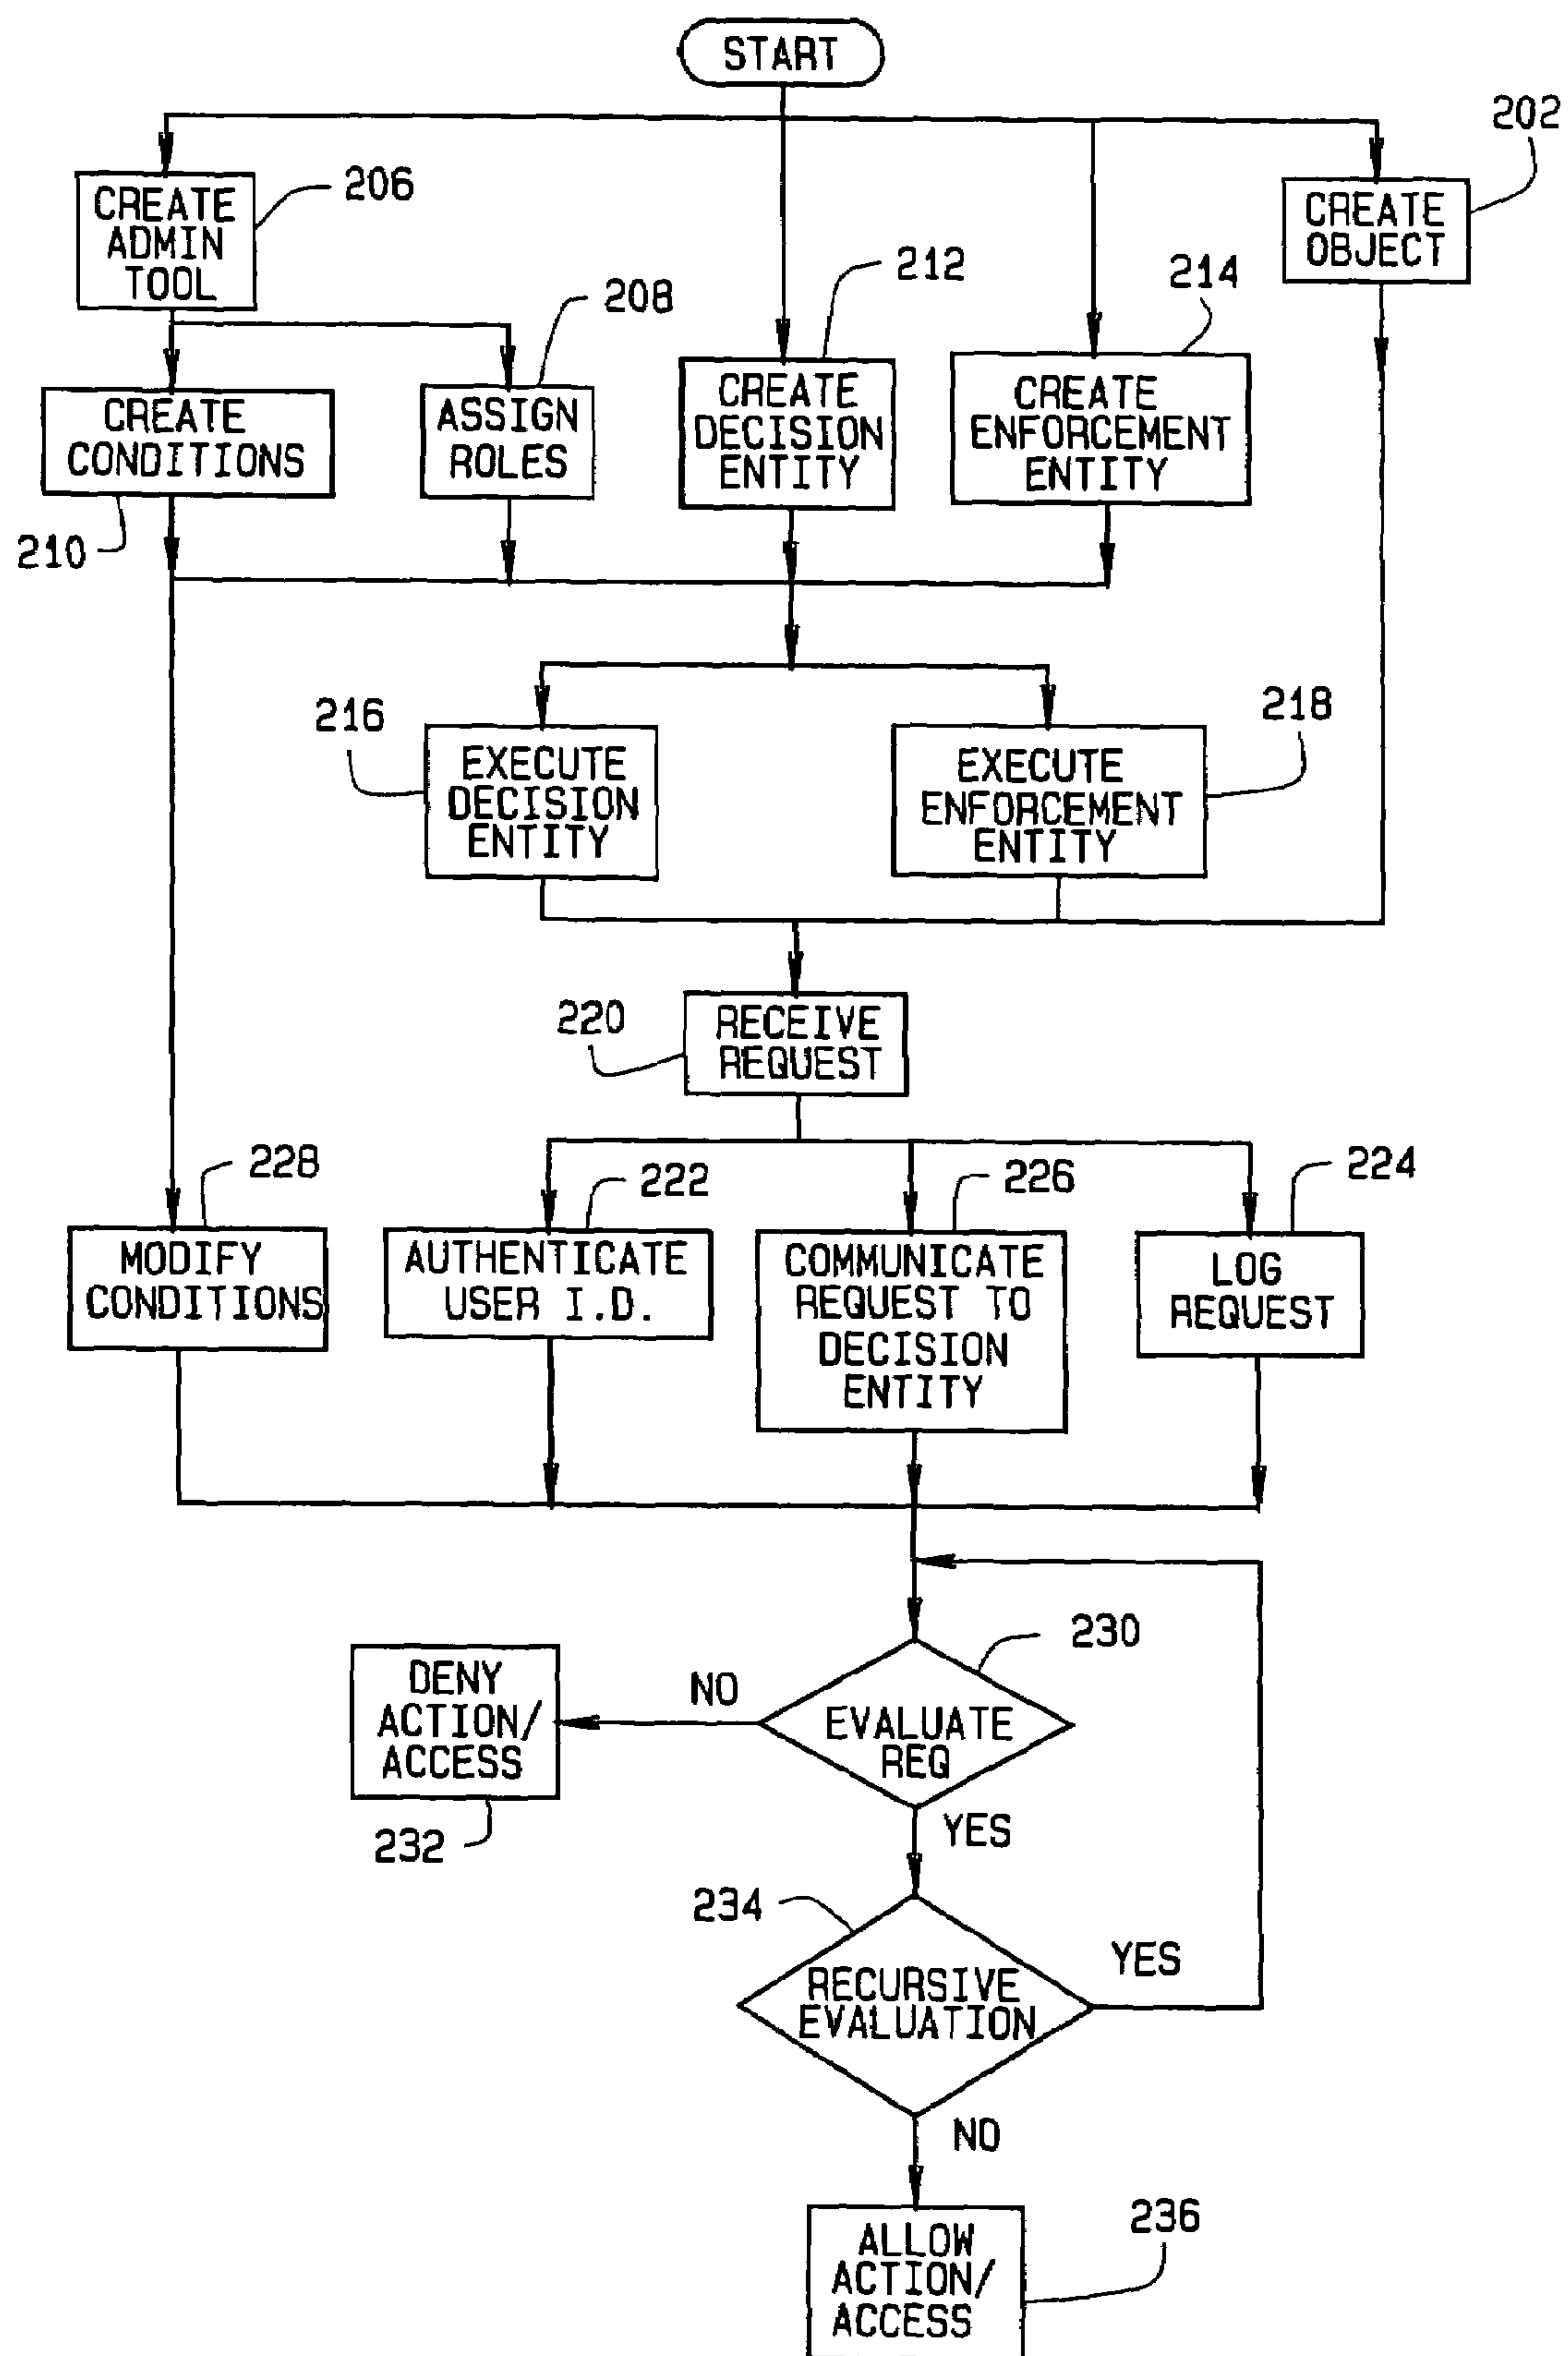 START
202
CREATE
ADMIN
TOOL
206
CREATE
OBJECT
212
214
208
CREATE
CONDITIONS
ASSIGN
ROLES
CREATE
DECISION
ENTITY
CREATE
ENFORCEMENT
ENTITY
210
216
218
EXECUTE
DECISION
ENTITY
EXECUTE
ENFORCEMENT
ENTITY
220
RECEIVE
REQUEST
228
222
226
224
MODIFY
CONDITIONS
AUTHENTICATE
USER I.D.
COMMUNICATE
REQUEST TO
DECISION
ENTITY
LOG
REQUEST
230
DENY
ACTION/
ACCESS
NO
EVALUATE
REQ
232
YES
234
RECURSIVE
EVALUATION
YES
NO
ALLOW
ACTION/
ACCESS
236